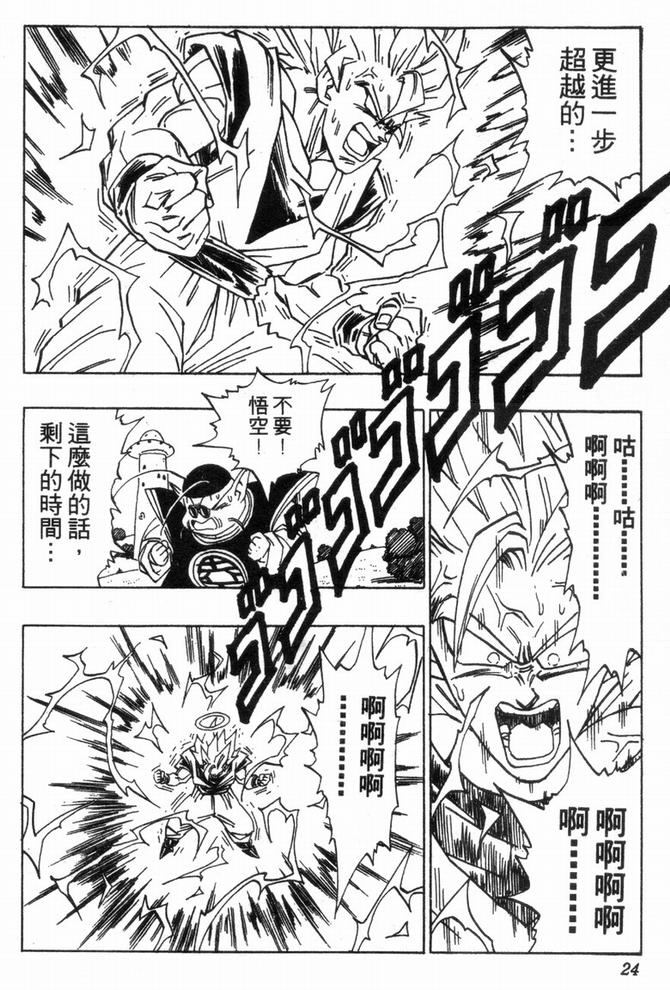 更進一步
超越的…
ゴゴゴゴゴゴゴゴ
不要！
悟空！
這麼做的話，
剩下的時間…
咕……咕……
啊啊啊…………
啊啊啊啊
啊…………
啊啊啊啊
…………
24